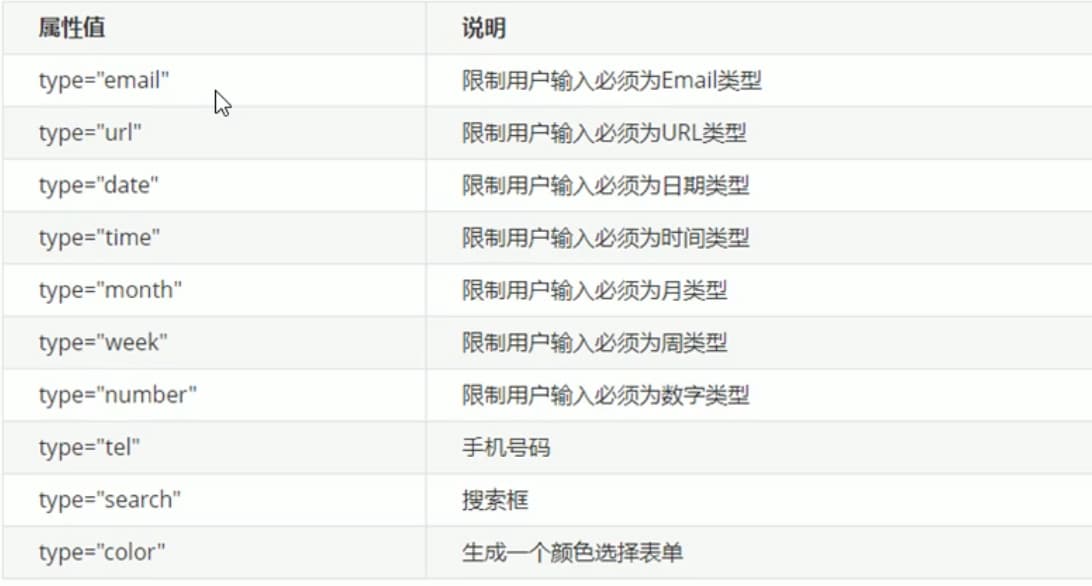 属性值 说明
type="email" 限制用户输入必须为Email类型
type="url" 限制用户输入必须为URL类型
type="date" 限制用户输入必须为日期类型
type="time" 限制用户输入必须为时间类型
type="month" 限制用户输入必须为月类型
type="week" 限制用户输入必须为周类型
type="number" 限制用户输入必须为数字类型
type="tel" 手机号码
type="search" 搜索框
type="color" 生成一个颜色选择表单